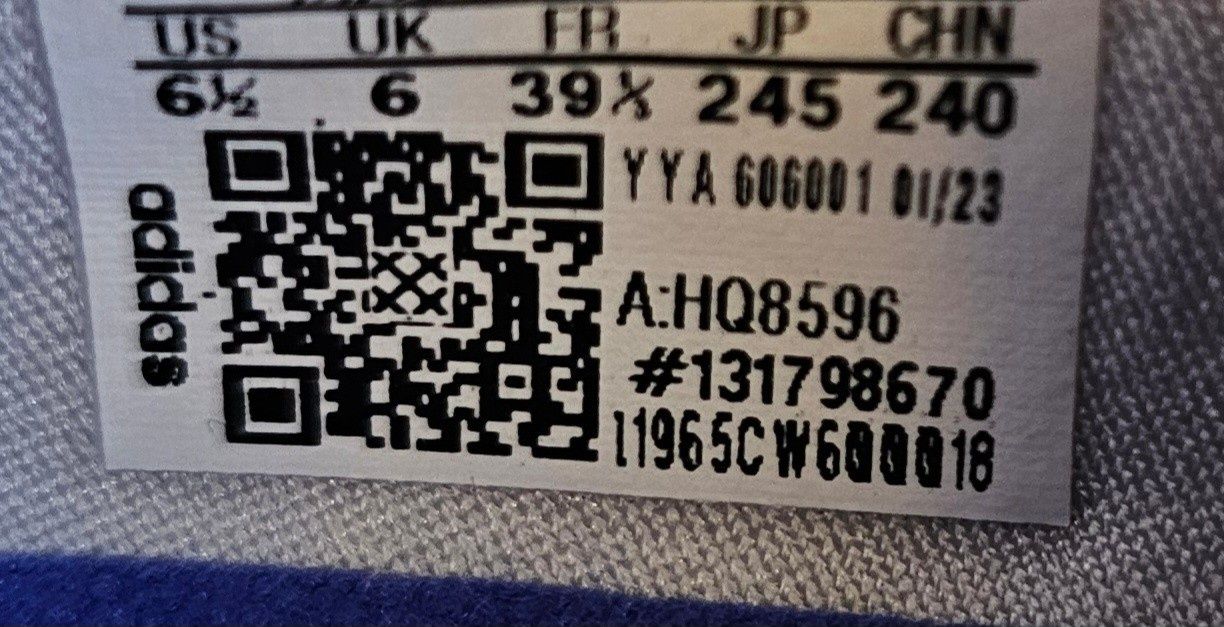 US UK FR JP CHN
6½ 6 39⅓ 245 240
YYA 606001 01/23
adidas
A:HQ8596
#131798670
11965CW6000018